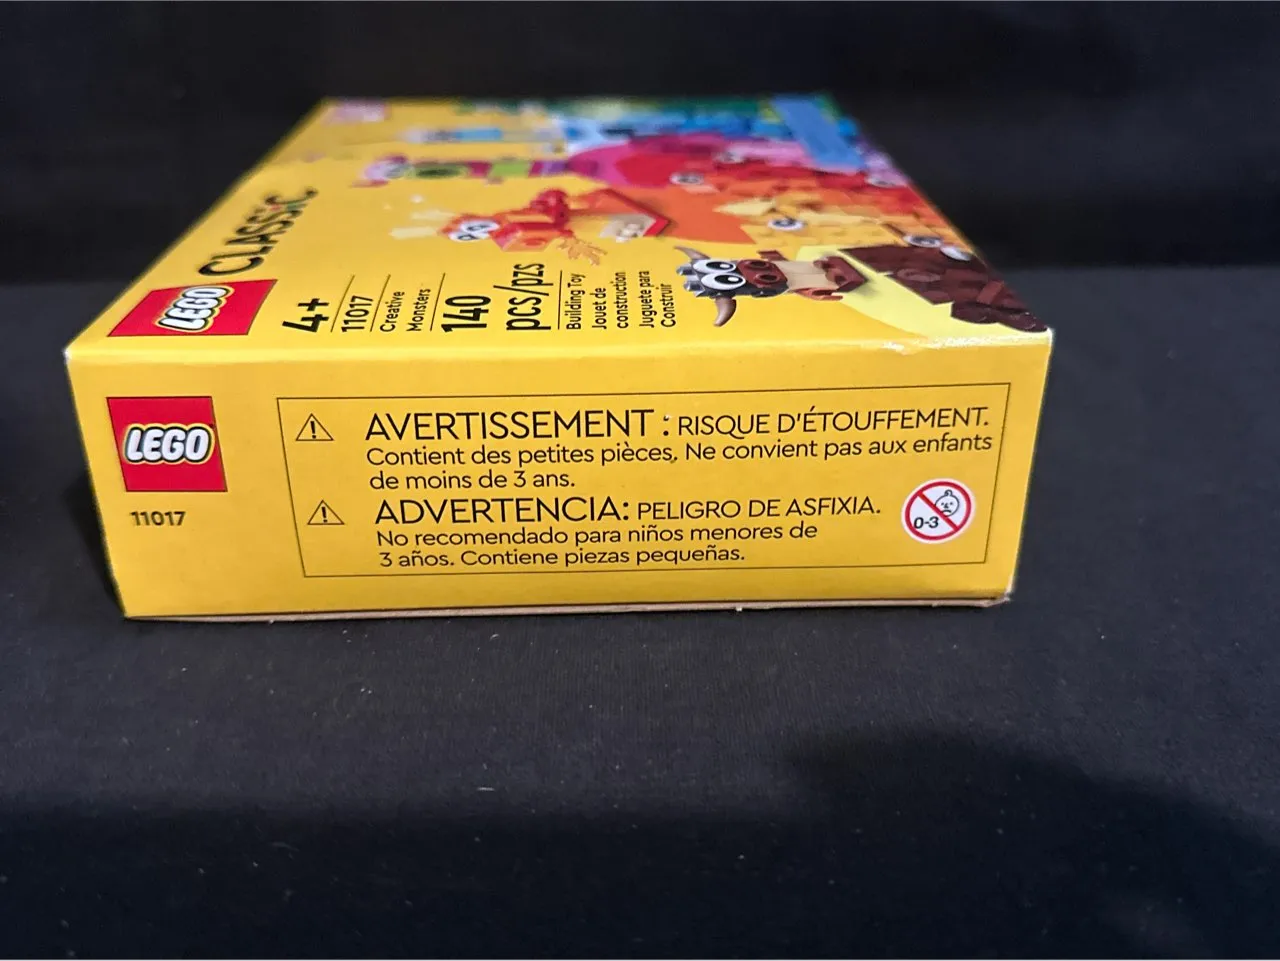 CLASSIC
LEGO
4+
11017
Creative
Monsters
140
pcs/pzs
Building Toy
Jouet de
construction
Juguete para
Construir
LEGO
11017
AVERTISSEMENT : RISQUE D'ÉTOUFFEMENT.
Contient des petites pièces. Ne convient pas aux enfants
de moins de 3 ans.
ADVERTENCIA: PELIGRO DE ASFIXIA.
No recomendado para niños menores de
3 años. Contiene piezas pequeñas.
0-3